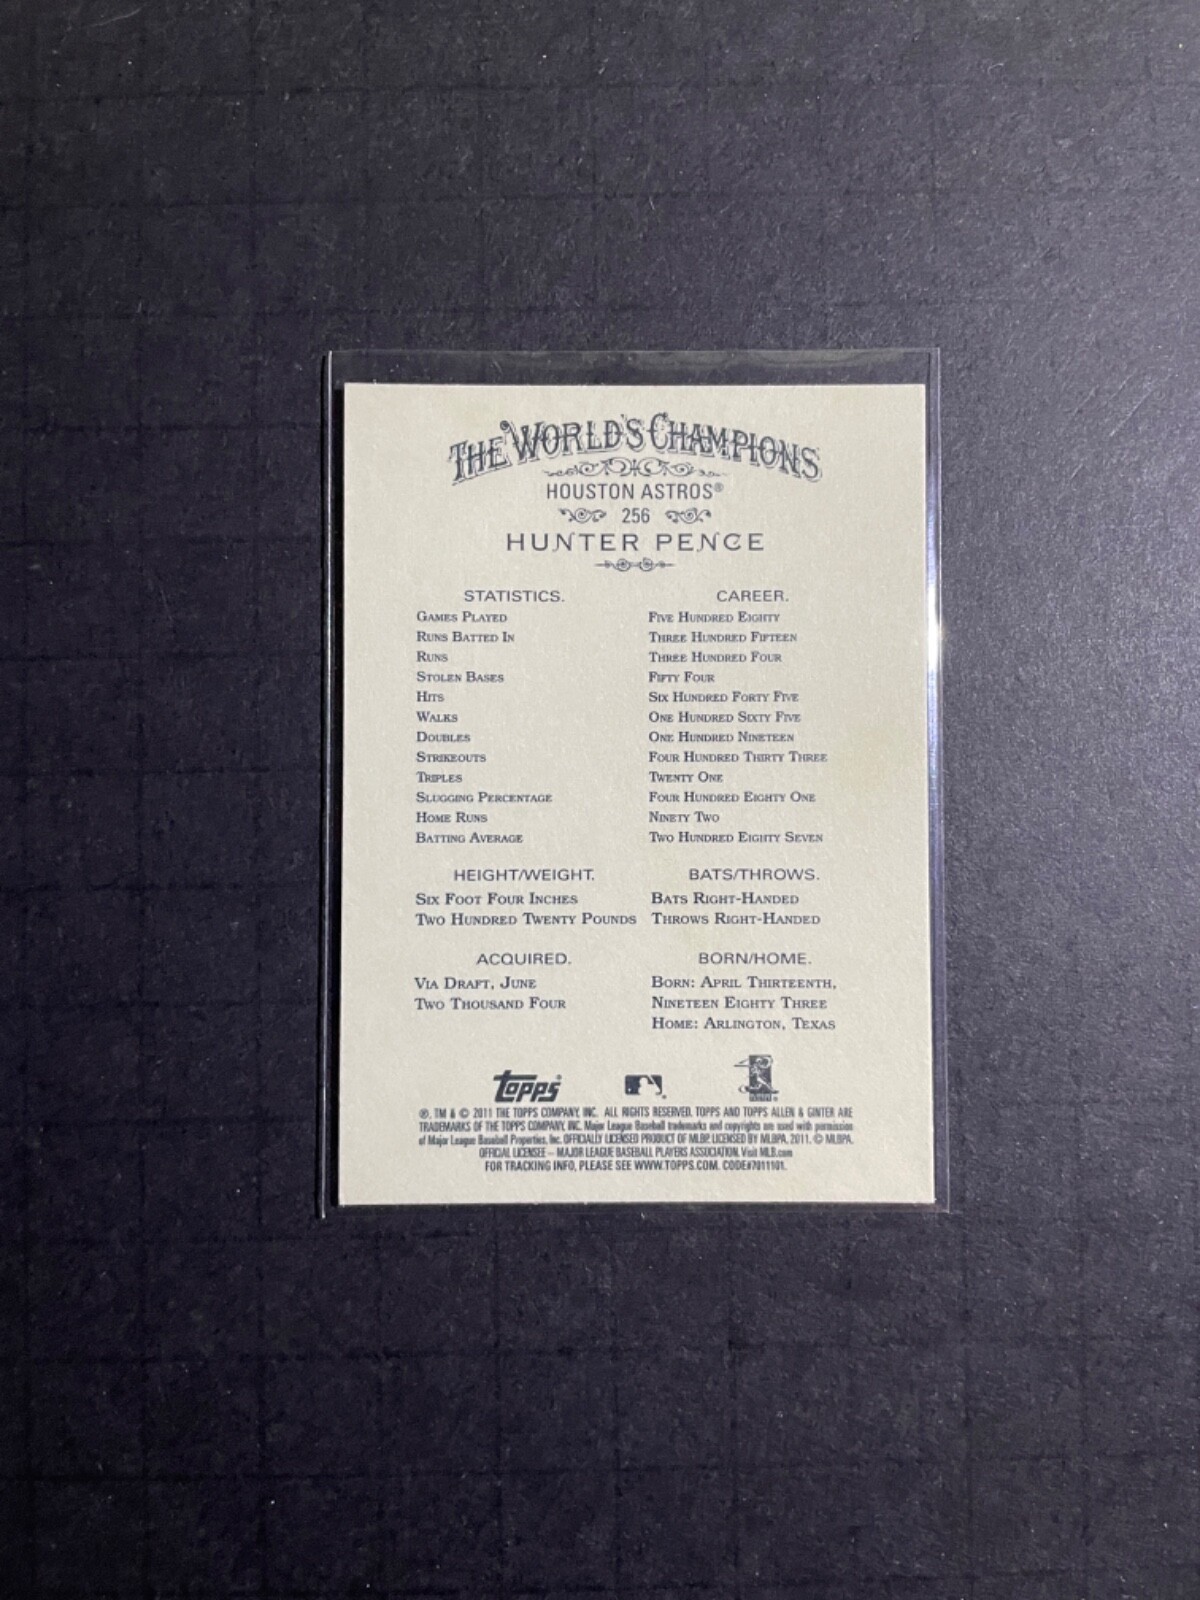 THE WORLD'S CHAMPIONS
HOUSTON ASTROS®
256
HUNTER PENCE
STATISTICS. CAREER.
GAMES PLAYED FIVE HUNDRED EIGHTY
RUNS BATTED IN THREE HUNDRED FIFTEEN
RUNS THREE HUNDRED FOUR
STOLEN BASES FIFTY FOUR
HITS SIX HUNDRED FORTY FIVE
WALKS ONE HUNDRED SIXTY FIVE
DOUBLES ONE HUNDRED NINETEEN
STRIKEOUTS FOUR HUNDRED THIRTY THREE
TRIPLES TWENTY ONE
SLUGGING PERCENTAGE FOUR HUNDRED EIGHTY ONE
HOME RUNS NINETY TWO
BATTING AVERAGE TWO HUNDRED EIGHTY SEVEN
HEIGHT/WEIGHT. BATS/THROWS.
SIX FOOT FOUR INCHES BATS RIGHT-HANDED
TWO HUNDRED TWENTY POUNDS THROWS RIGHT-HANDED
ACQUIRED. BORN/HOME.
VIA DRAFT, JUNE BORN: APRIL THIRTEENTH,
TWO THOUSAND FOUR NINETEEN EIGHTY THREE
HOME: ARLINGTON, TEXAS
Topps
®, TM & © 2011 THE TOPPS COMPANY, INC. ALL RIGHTS RESERVED. TOPPS AND TOPPS ALLEN & GINTER ARE
TRADEMARKS OF THE TOPPS COMPANY, INC. Major League Baseball trademarks and copyrights are used with permission
of Major League Baseball Properties, Inc. OFFICIALLY LICENSED PRODUCT OF MLBP. LICENSED BY MLBPA, 2011. © MLBPA.
OFFICIAL LICENSEE – MAJOR LEAGUE BASEBALL PLAYERS ASSOCIATION. Visit MLB.com
FOR TRACKING INFO, PLEASE SEE WWW.TOPPS.COM. CODE#7011101.